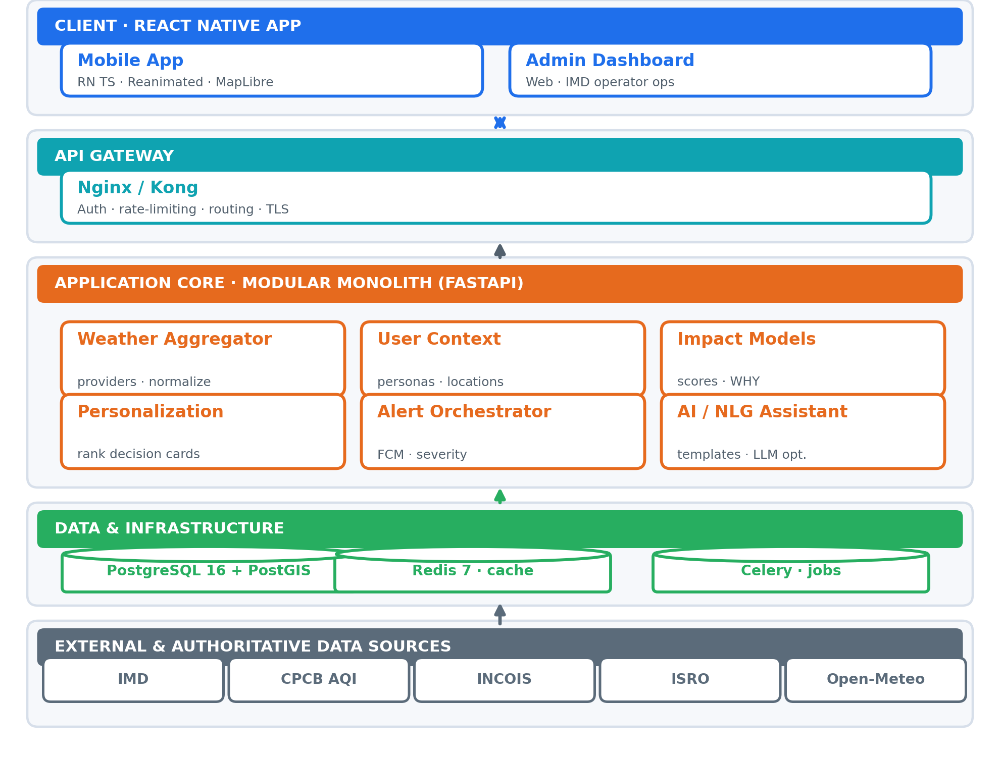 CLIENT · REACT NATIVE APP
Mobile App
RN TS · Reanimated · MapLibre
Admin Dashboard
Web · IMD operator ops
API GATEWAY
Nginx / Kong
Auth · rate-limiting · routing · TLS
APPLICATION CORE · MODULAR MONOLITH (FASTAPI)
Weather Aggregator
providers · normalize
User Context
personas · locations
Impact Models
scores · WHY
Personalization
rank decision cards
Alert Orchestrator
FCM · severity
AI / NLG Assistant
templates · LLM opt.
DATA & INFRASTRUCTURE
PostgreSQL 16 + PostGIS
Redis 7 · cache
Celery · jobs
EXTERNAL & AUTHORITATIVE DATA SOURCES
IMD
CPCB AQI
INCOIS
ISRO
Open-Meteo